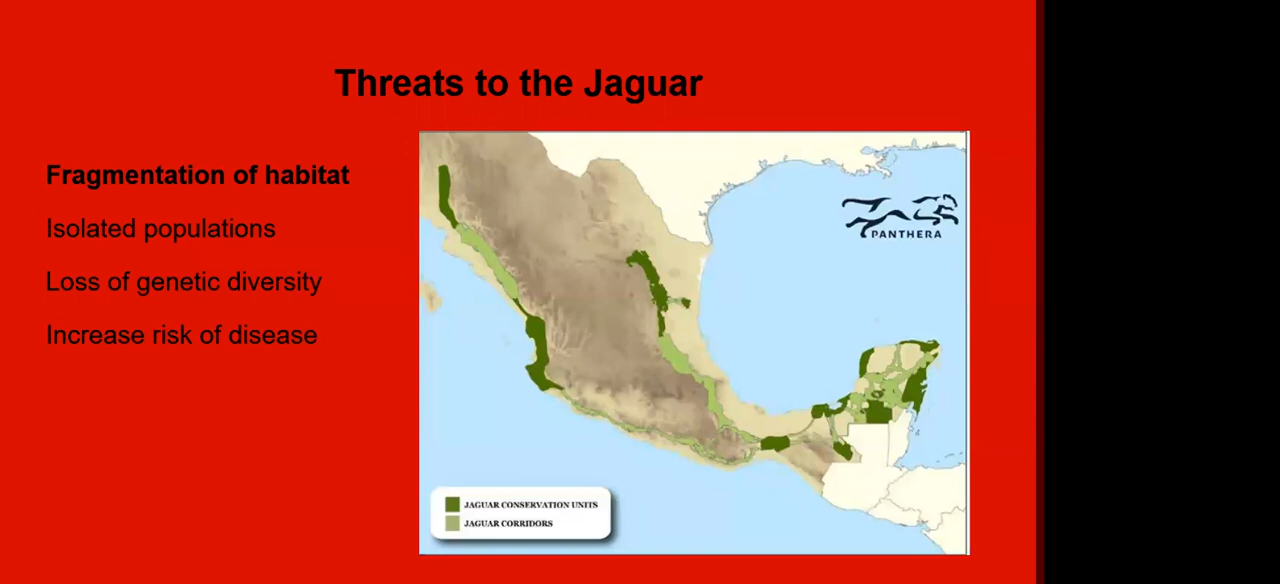 Threats to the Jaguar
Fragmentation of habitat
Isolated populations
Loss of genetic diversity
Increase risk of disease
PANTHERA
JAGUAR CONSERVATION UNITS
JAGUAR CORRIDORS